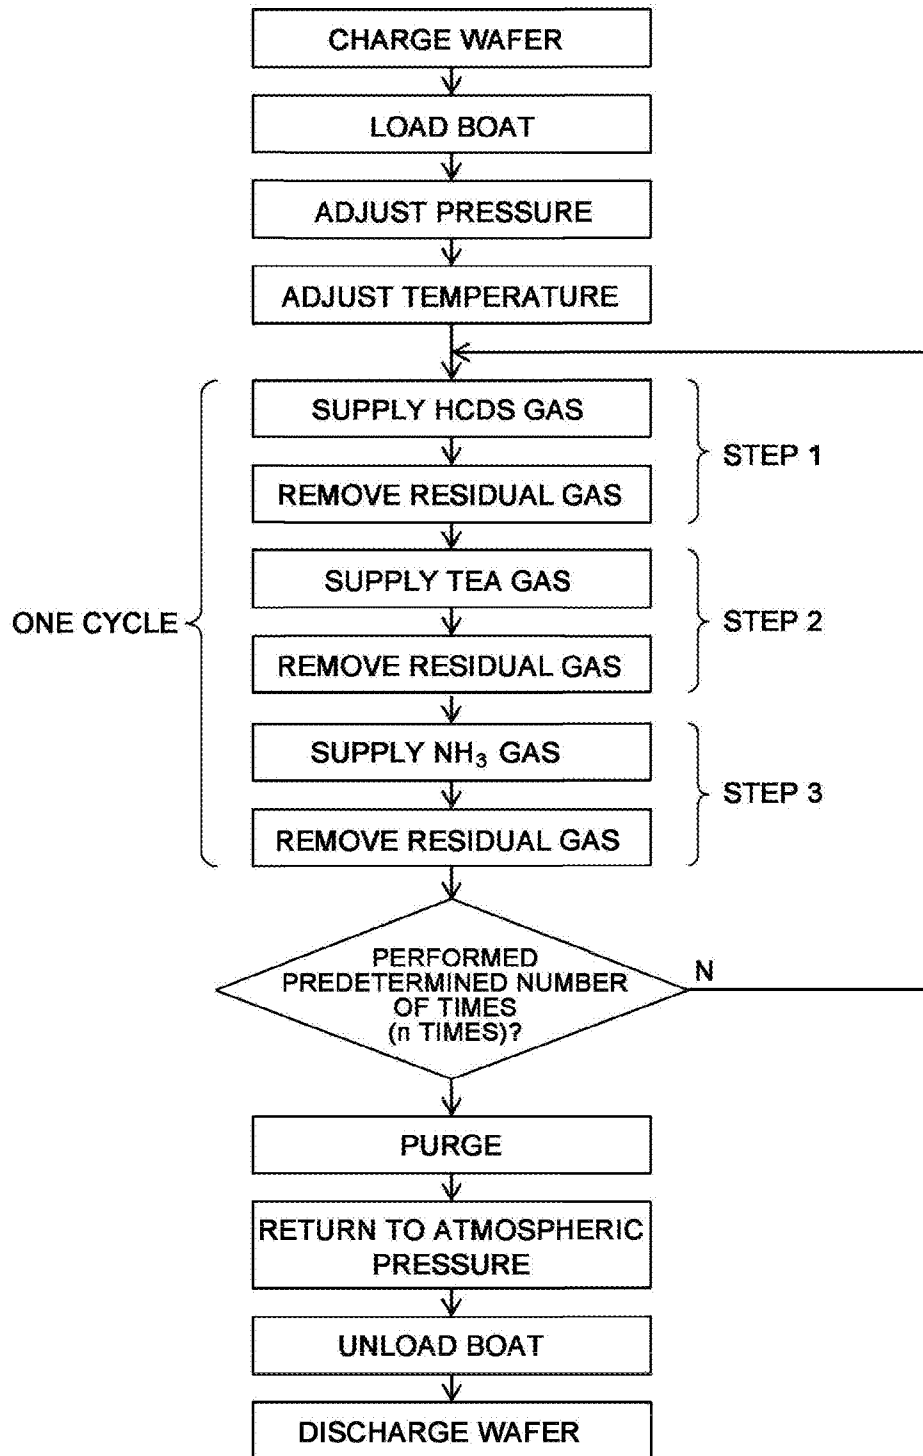 CHARGE WAFER
LOAD BOAT
ADJUST PRESSURE
ADJUST TEMPERATURE
SUPPLY HCDS GAS
REMOVE RESIDUAL GAS
STEP 1
SUPPLY TEA GAS
REMOVE RESIDUAL GAS
STEP 2
ONE CYCLE
SUPPLY NH₃ GAS
REMOVE RESIDUAL GAS
STEP 3
PERFORMED
PREDETERMINED NUMBER
OF TIMES
(n TIMES)?
N
PURGE
RETURN TO ATMOSPHERIC
PRESSURE
UNLOAD BOAT
DISCHARGE WAFER